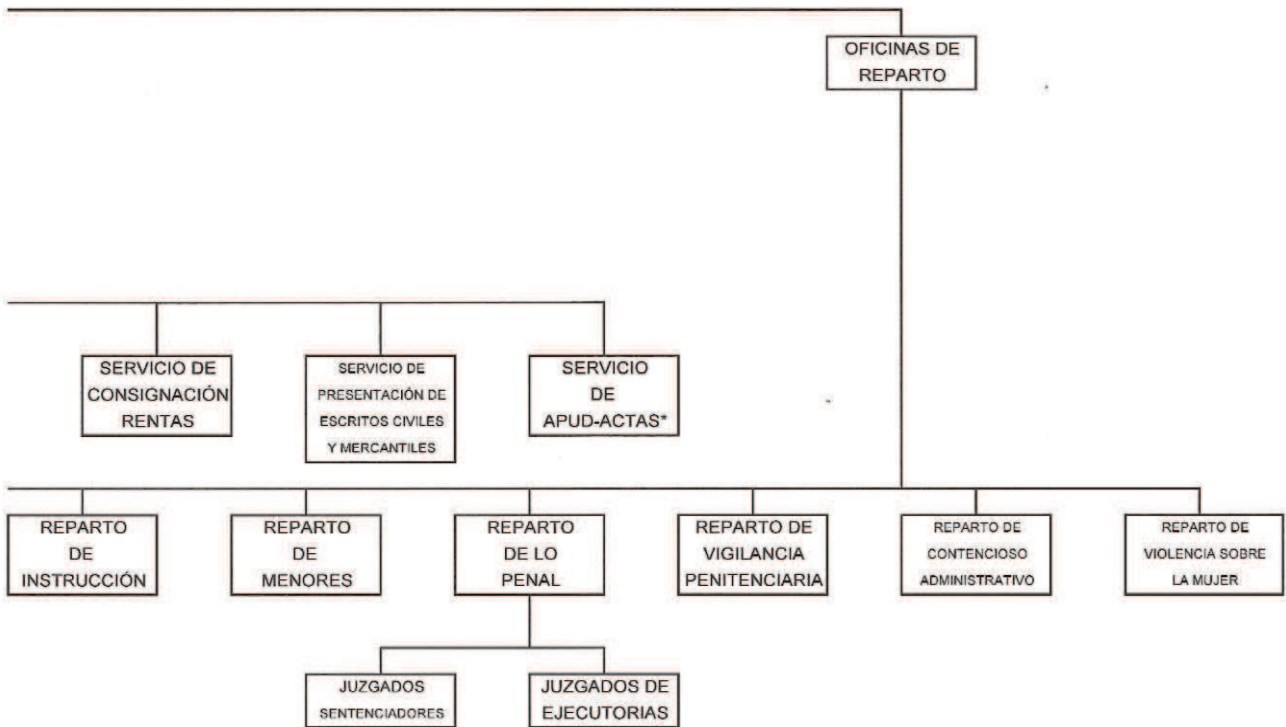 OFICINAS DE
REPARTO
SERVICIO DE
CONSIGNACIÓN
RENTAS
SERVICIO DE
PRESENTACIÓN DE
ESCRITOS CIVILES
Y MERCANTILES
SERVICIO
DE
APUD-ACTAS*
REPARTO
DE
INSTRUCCIÓN
REPARTO
DE
MENORES
REPARTO
DE LO
PENAL
REPARTO DE
VIGILANCIA
PENITENCIARIA
REPARTO DE
CONTENCIOSO
ADMINISTRATIVO
REPARTO DE
VIOLENCIA SOBRE
LA MUJER
JUZGADOS
SENTENCIADORES
JUZGADOS DE
EJECUTORIAS